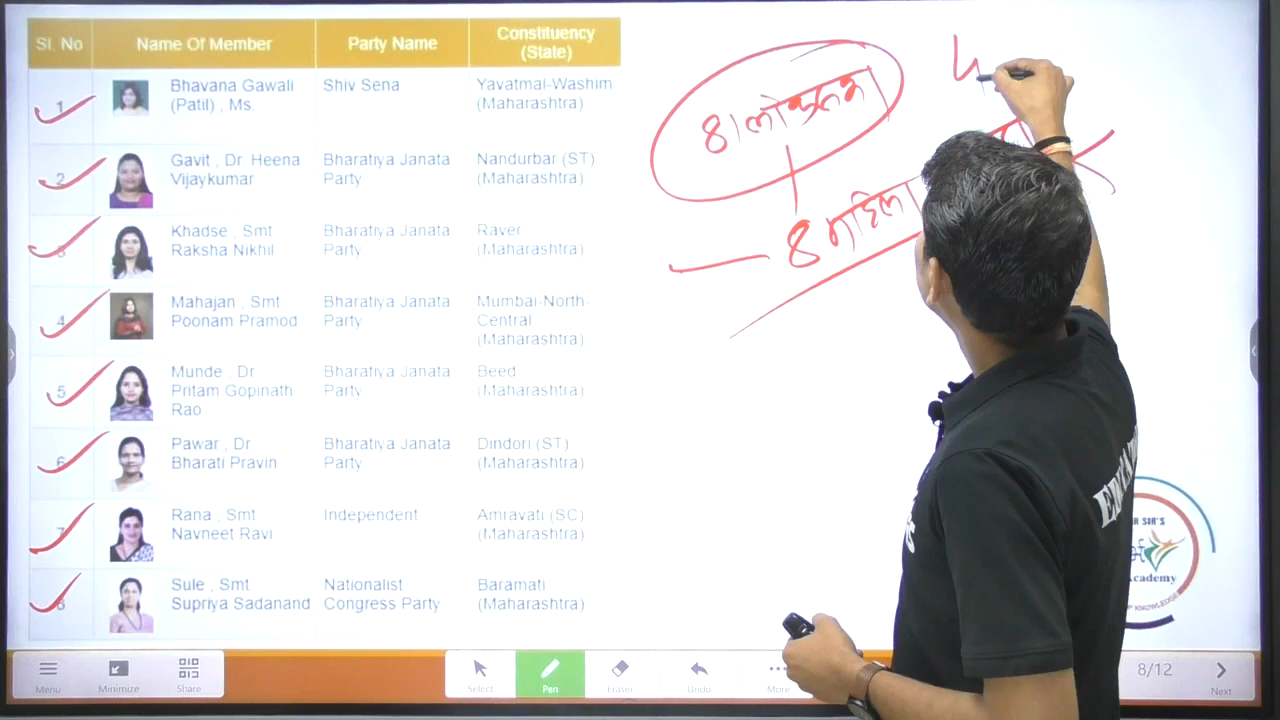 Sl. No Name Of Member Party Name Constituency (State)
1 Bhavana Gawali (Patil) , Ms. Shiv Sena Yavatmal-Washim (Maharashtra)
2 Gavit , Dr. Heena Vijaykumar Bharatiya Janata Party Nandurbar (ST) (Maharashtra)
3 Khadse , Smt Raksha Nikhil Bharatiya Janata Party Raver (Maharashtra)
4 Mahajan , Smt Poonam Pramod Bharatiya Janata Party Mumbai-North-Central (Maharashtra)
5 Munde , Dr Pritam Gopinath Rao Bharatiya Janata Party Beed (Maharashtra)
6 Pawar , Dr Bharati Pravin Bharatiya Janata Party Dindori (ST) (Maharashtra)
7 Rana , Smt Navneet Ravi Independent Amravati (SC) (Maharashtra)
8 Sule , Smt Supriya Sadanand Nationalist Congress Party Baramati (Maharashtra)
8 महिला
R SIR'S
Academy
KNOWLEDGE
Menu Minimize Share Select Pen Eraser Undo More 8/12 Next